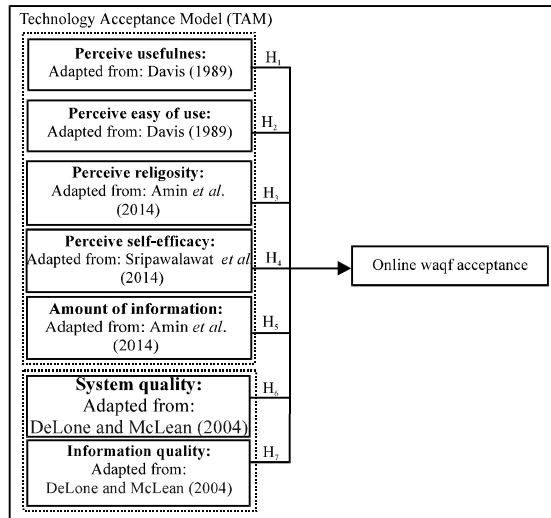 Technology Acceptance Model (TAM)
Perceive usefulnes:
Adapted from: Davis (1989)
H1
Perceive easy of use:
Adapted from: Davis (1989)
H2
Perceive religosity:
Adapted from: Amin et al.
(2014)
H3
Perceive self-efficacy:
Adapted from: Sripawalawat et al.
(2014)
H4
Online waqf acceptance
Amount of information:
Adapted from: Amin et al.
(2014)
H5
System quality:
Adapted from:
DeLone and McLean (2004)
H6
Information quality:
Adapted from:
DeLone and McLean (2004)
H7